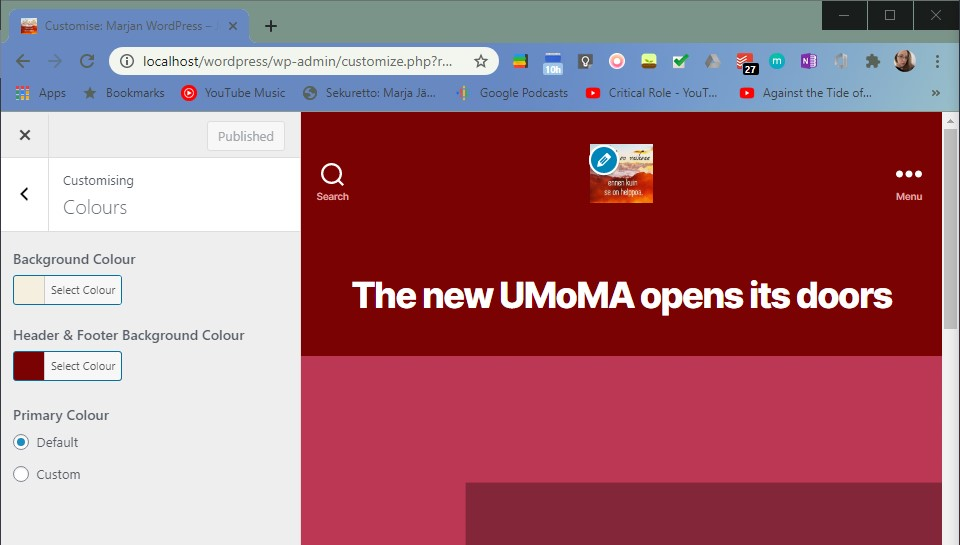 Customise: Marjan WordPress –
localhost/wordpress/wp-admin/customize.php?r...
10h
27
Apps
Bookmarks
YouTube Music
Sekuretto: Marja Jä...
Google Podcasts
Critical Role - YouT...
Against the Tide of...
Published
Customising
Colours
Background Colour
Select Colour
Header & Footer Background Colour
Select Colour
Primary Colour
Default
Custom
Search
ennen kuin
se on helppoa.
Menu
The new UMoMA opens its doors